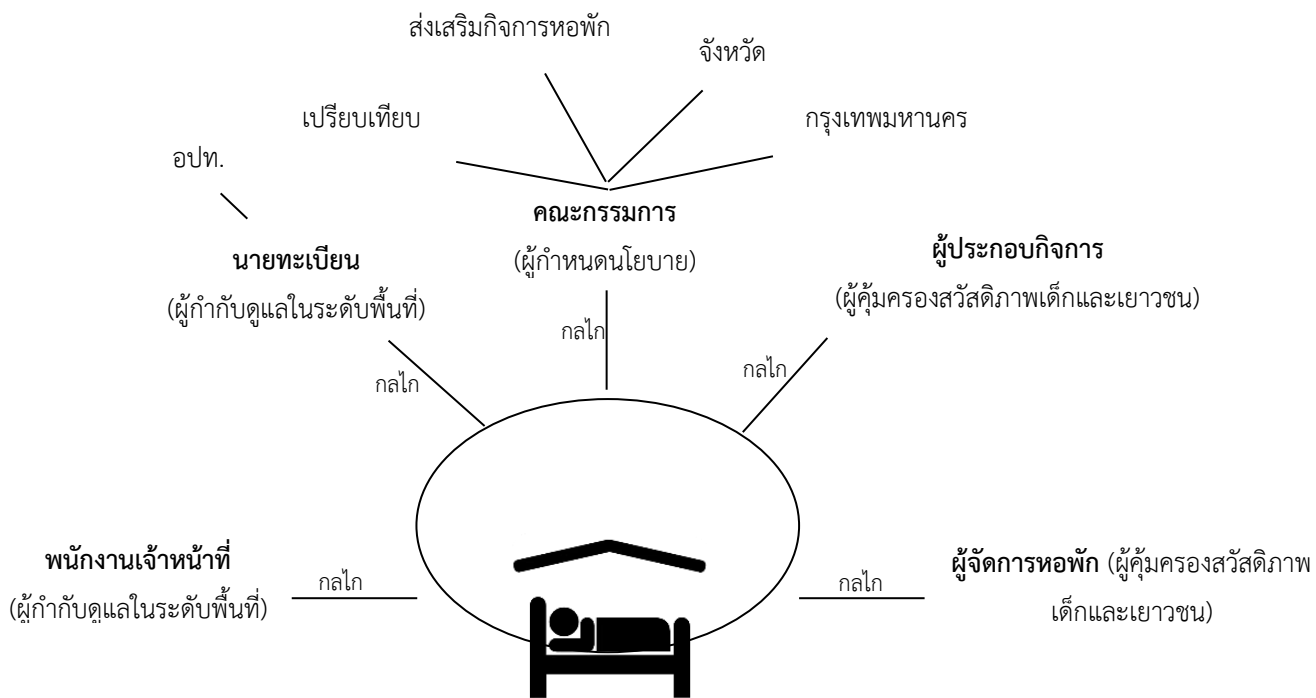 ส่งเสริมกิจการหอพัก
จังหวัด
เปรียบเทียบ
กรุงเทพมหานคร
อปท.
คณะกรรมการ
(ผู้กำหนดนโยบาย)
นายทะเบียน
(ผู้กำกับดูแลในระดับพื้นที่)
ผู้ประกอบกิจการ
(ผู้คุ้มครองสวัสดิภาพเด็กและเยาวชน)
กลไก
กลไก
กลไก
พนักงานเจ้าหน้าที่
(ผู้กำกับดูแลในระดับพื้นที่)
กลไก
กลไก
ผู้จัดการหอพัก (ผู้คุ้มครองสวัสดิภาพ
เด็กและเยาวชน)